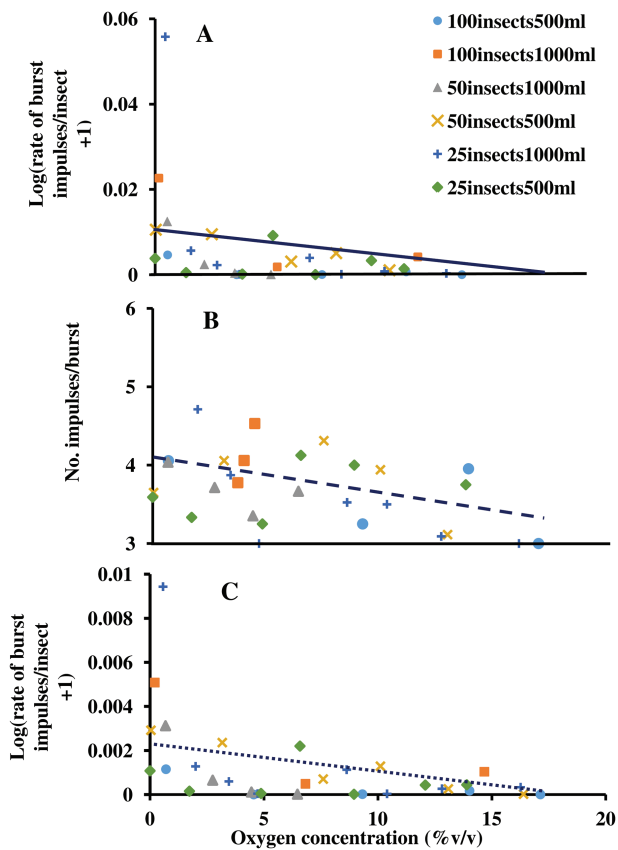 A
0.06
0.04
0.02
0
Log(rate of burst
impulses/insect
+1)
100insects500ml
100insects1000ml
50insects1000ml
50insects500ml
25insects1000ml
25insects500ml
B
6
5
4
3
No. impulses/burst
C
0.01
0.008
0.006
0.004
0.002
0
Log(rate of burst
impulses/insect
+1)
0
5
10
15
20
Oxygen concentration (%v/v)